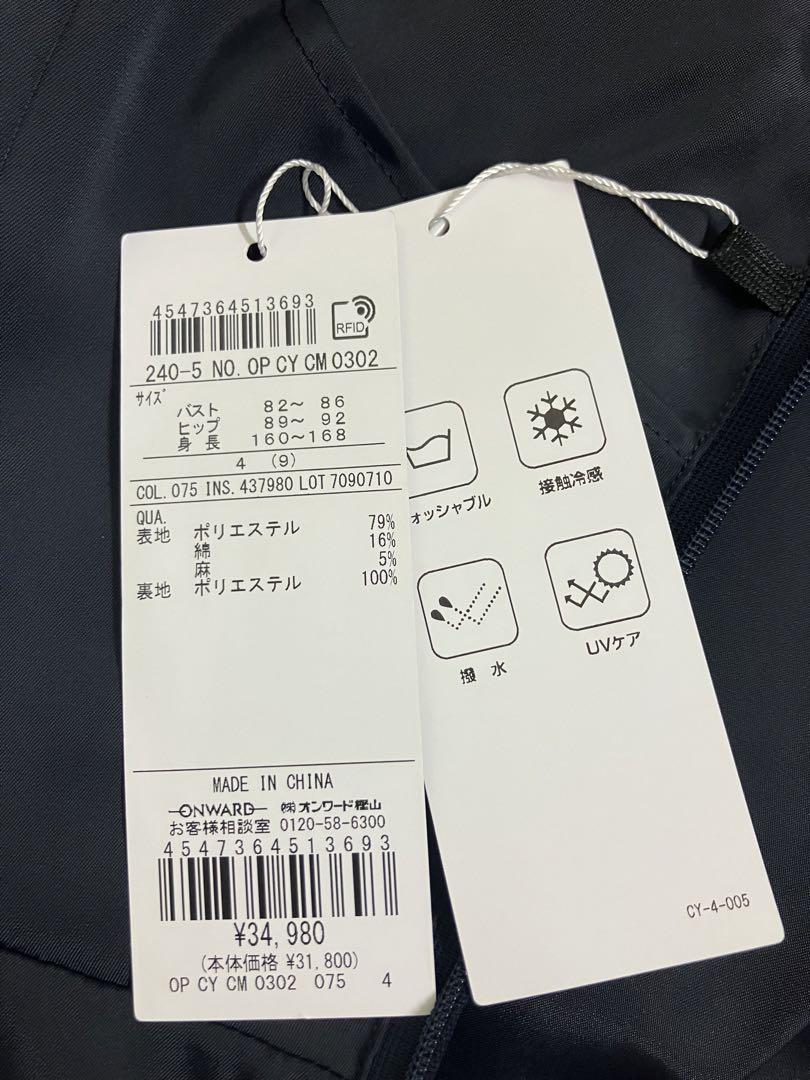 4547364513693
RFID
240-5 NO. OP CY CM 0302
サイズ
バスト 82~ 86
ヒップ 89~ 92
身長 160~168
4 (9)
COL. 075 INS. 437980 LOT 7090710
QUA.
表地 ポリエステル 79%
綿 16%
麻 5%
裏地 ポリエステル 100%
MADE IN CHINA
ONWARD ㈱オンワード樫山
お客様相談室 0120-58-6300
4547364513693
¥34,980
(本体価格 ¥31,800)
OP CY CM 0302 075 4
ォッシャブル
接触冷感
撥水
UVケア
CY-4-005